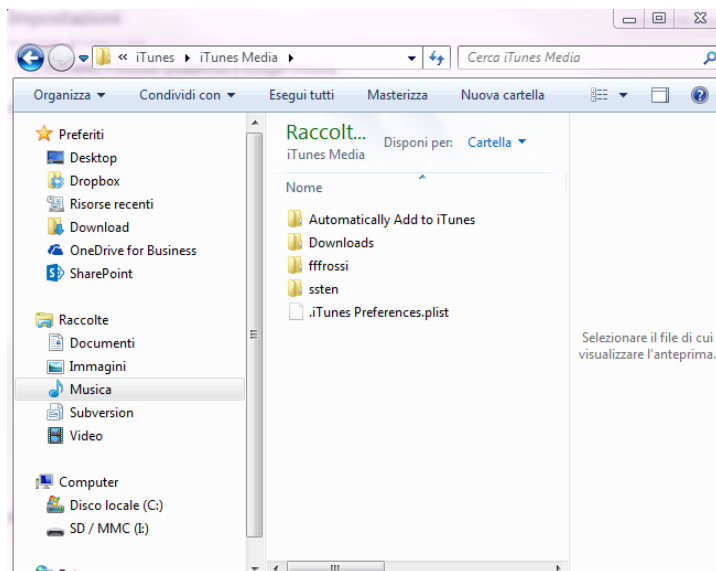 Impostazioni
« iTunes ▸ iTunes Media ▸
Cerca iTunes Media
Organizza ▾ Condividi con ▾ Esegui tutti Masterizza Nuova cartella
Preferiti
Desktop
Dropbox
Risorse recenti
Download
OneDrive for Business
SharePoint
Raccolte
Documenti
Immagini
Musica
Subversion
Video
Computer
Disco locale (C:)
SD / MMC (I:)
Raccolt...
iTunes Media
Disponi per: Cartella ▾
Nome
Automatically Add to iTunes
Downloads
fffrossi
ssten
.iTunes Preferences.plist
Selezionare il file di cui
visualizzare l'anteprima.